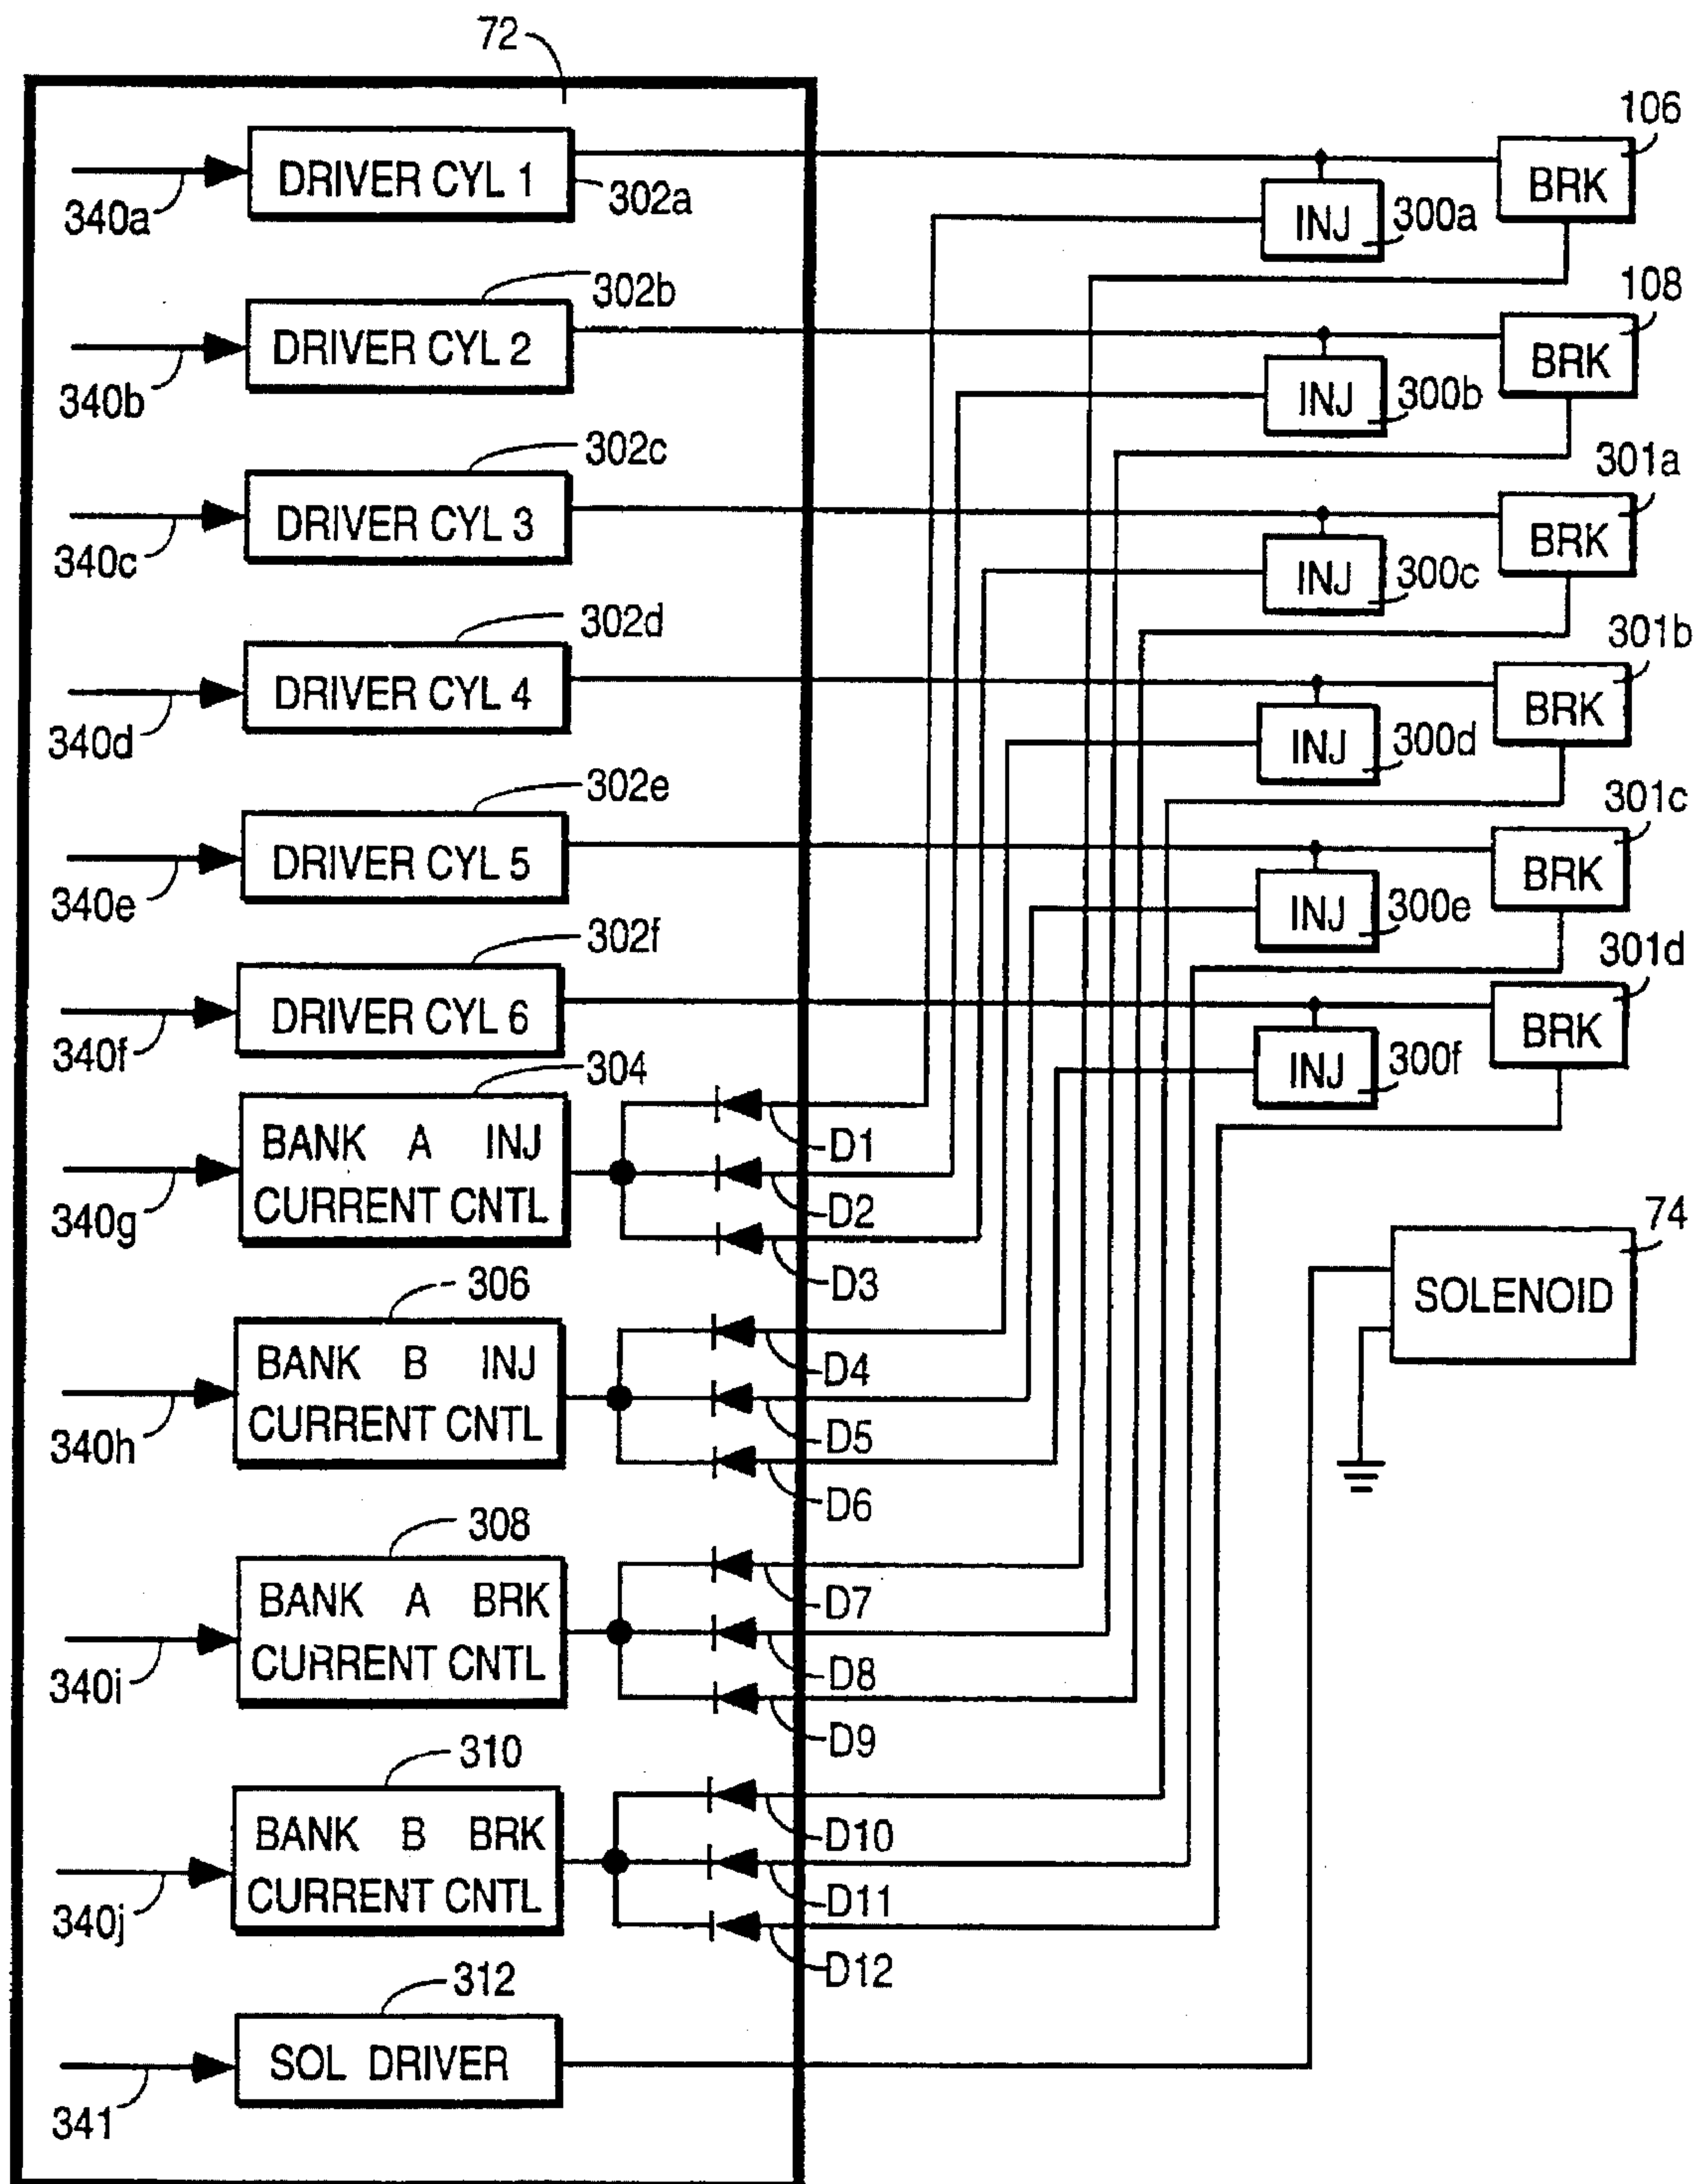 72
106
DRIVER CYL 1
302a
340a
BRK
INJ
300a
302b
108
DRIVER CYL 2
340b
BRK
INJ
300b
302c
301a
DRIVER CYL 3
340c
BRK
INJ
300c
302d
301b
DRIVER CYL 4
340d
BRK
INJ
300d
302e
301c
DRIVER CYL 5
340e
BRK
INJ
300e
302f
301d
DRIVER CYL 6
340f
BRK
INJ
300f
304
BANK A INJ
CURRENT CNTL
340g
D1
D2
D3
74
SOLENOID
306
BANK B INJ
CURRENT CNTL
340h
D4
D5
D6
308
BANK A BRK
CURRENT CNTL
340i
D7
D8
D9
310
BANK B BRK
CURRENT CNTL
340j
D10
D11
D12
312
SOL DRIVER
341